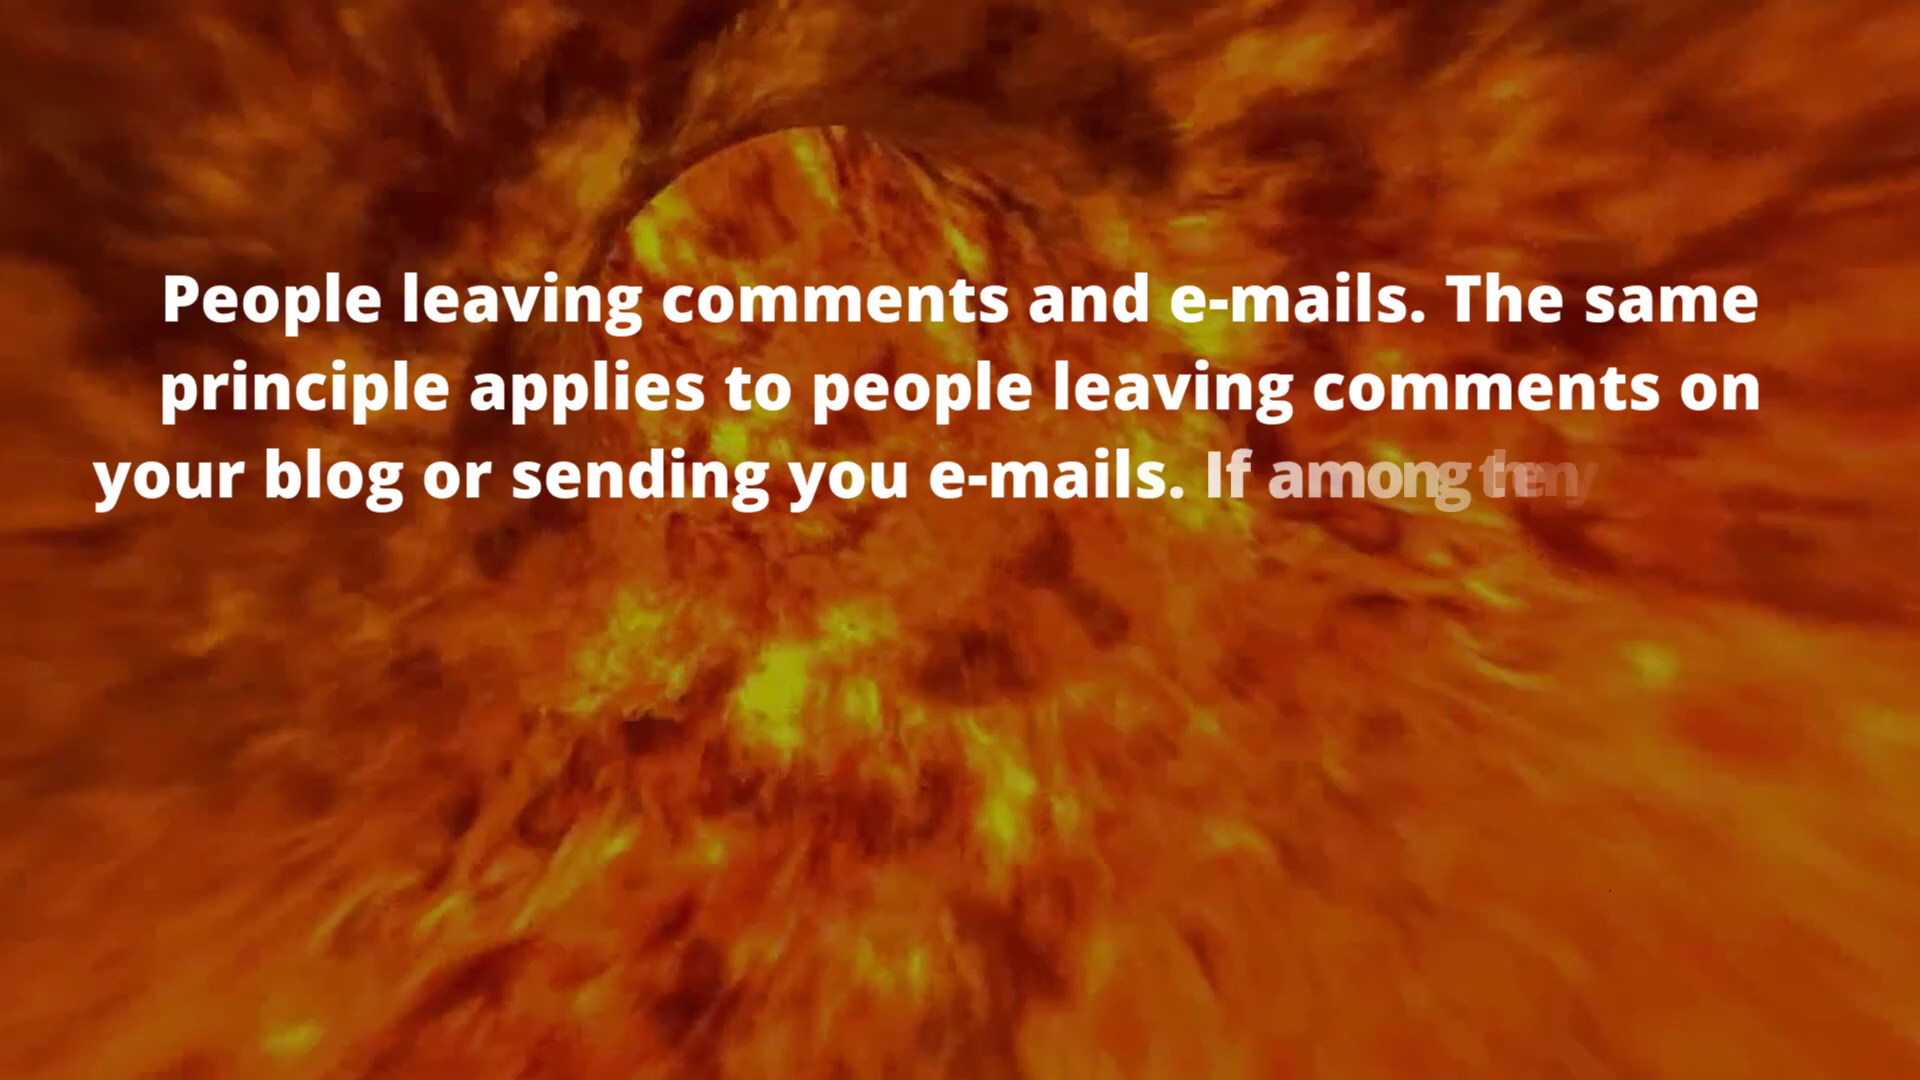 People leaving comments and e-mails. The same
principle applies to people leaving comments on
your blog or sending you e-mails. If among